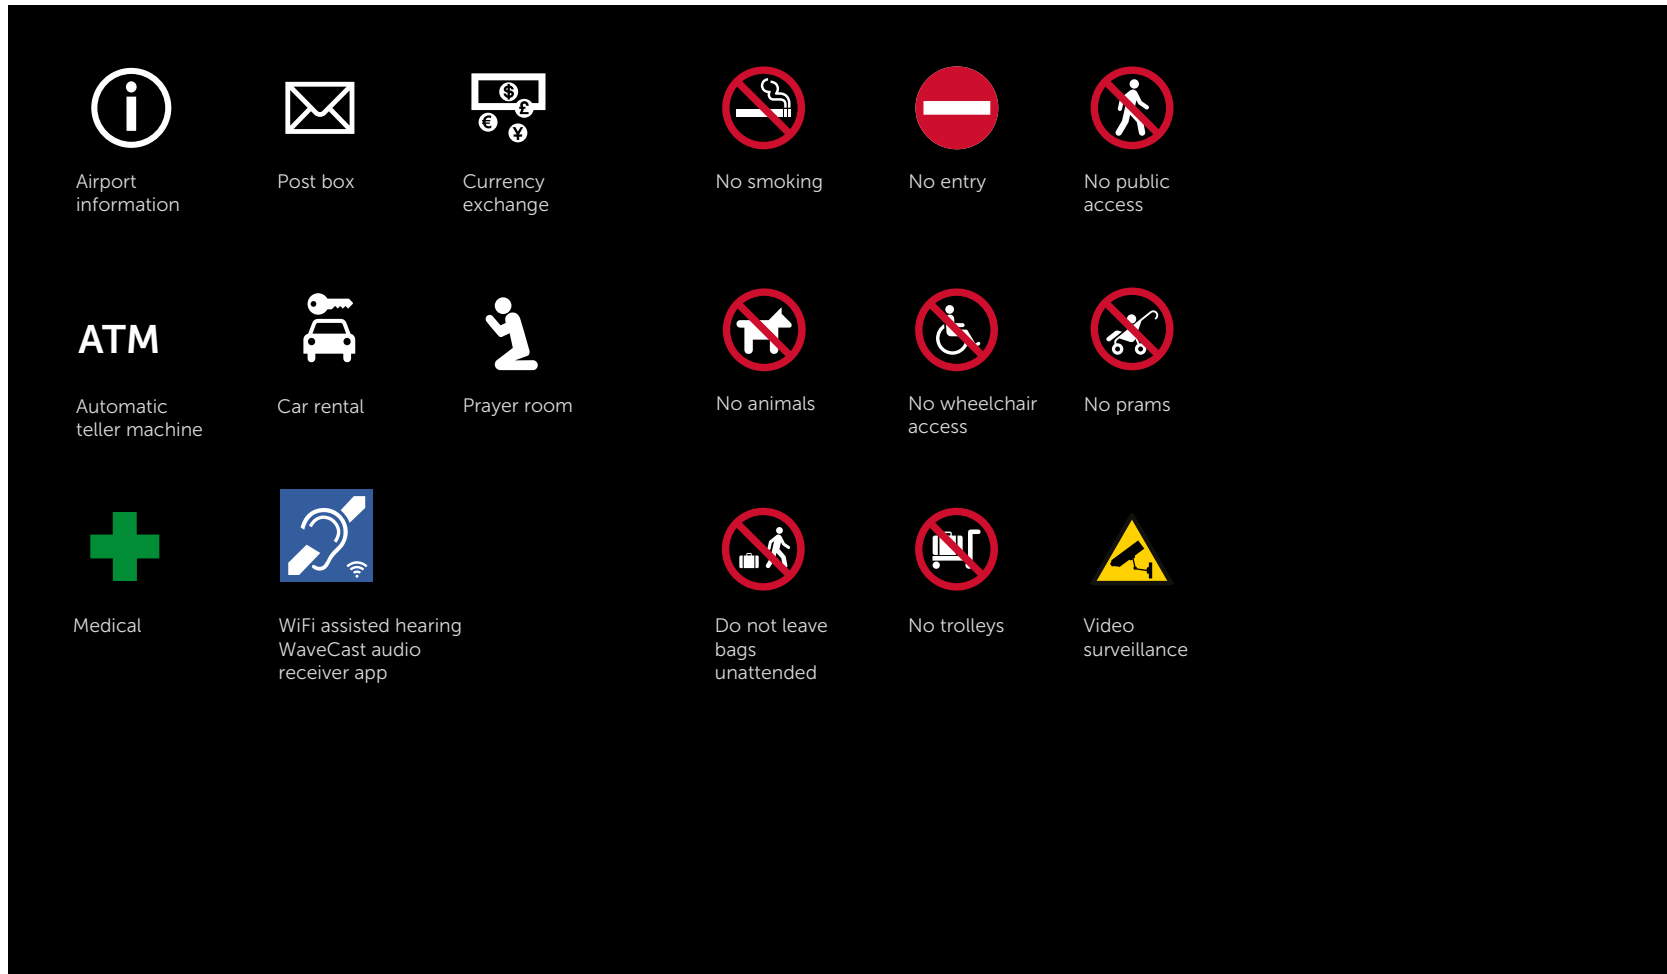 Airport
information
Post box
$
£
€
¥
Currency
exchange
No smoking
No entry
No public
access
ATM
Automatic
teller machine
Car rental
Prayer room
No animals
No wheelchair
access
No prams
Medical
WiFi assisted hearing
WaveCast audio
receiver app
Do not leave
bags
unattended
No trolleys
Video
surveillance